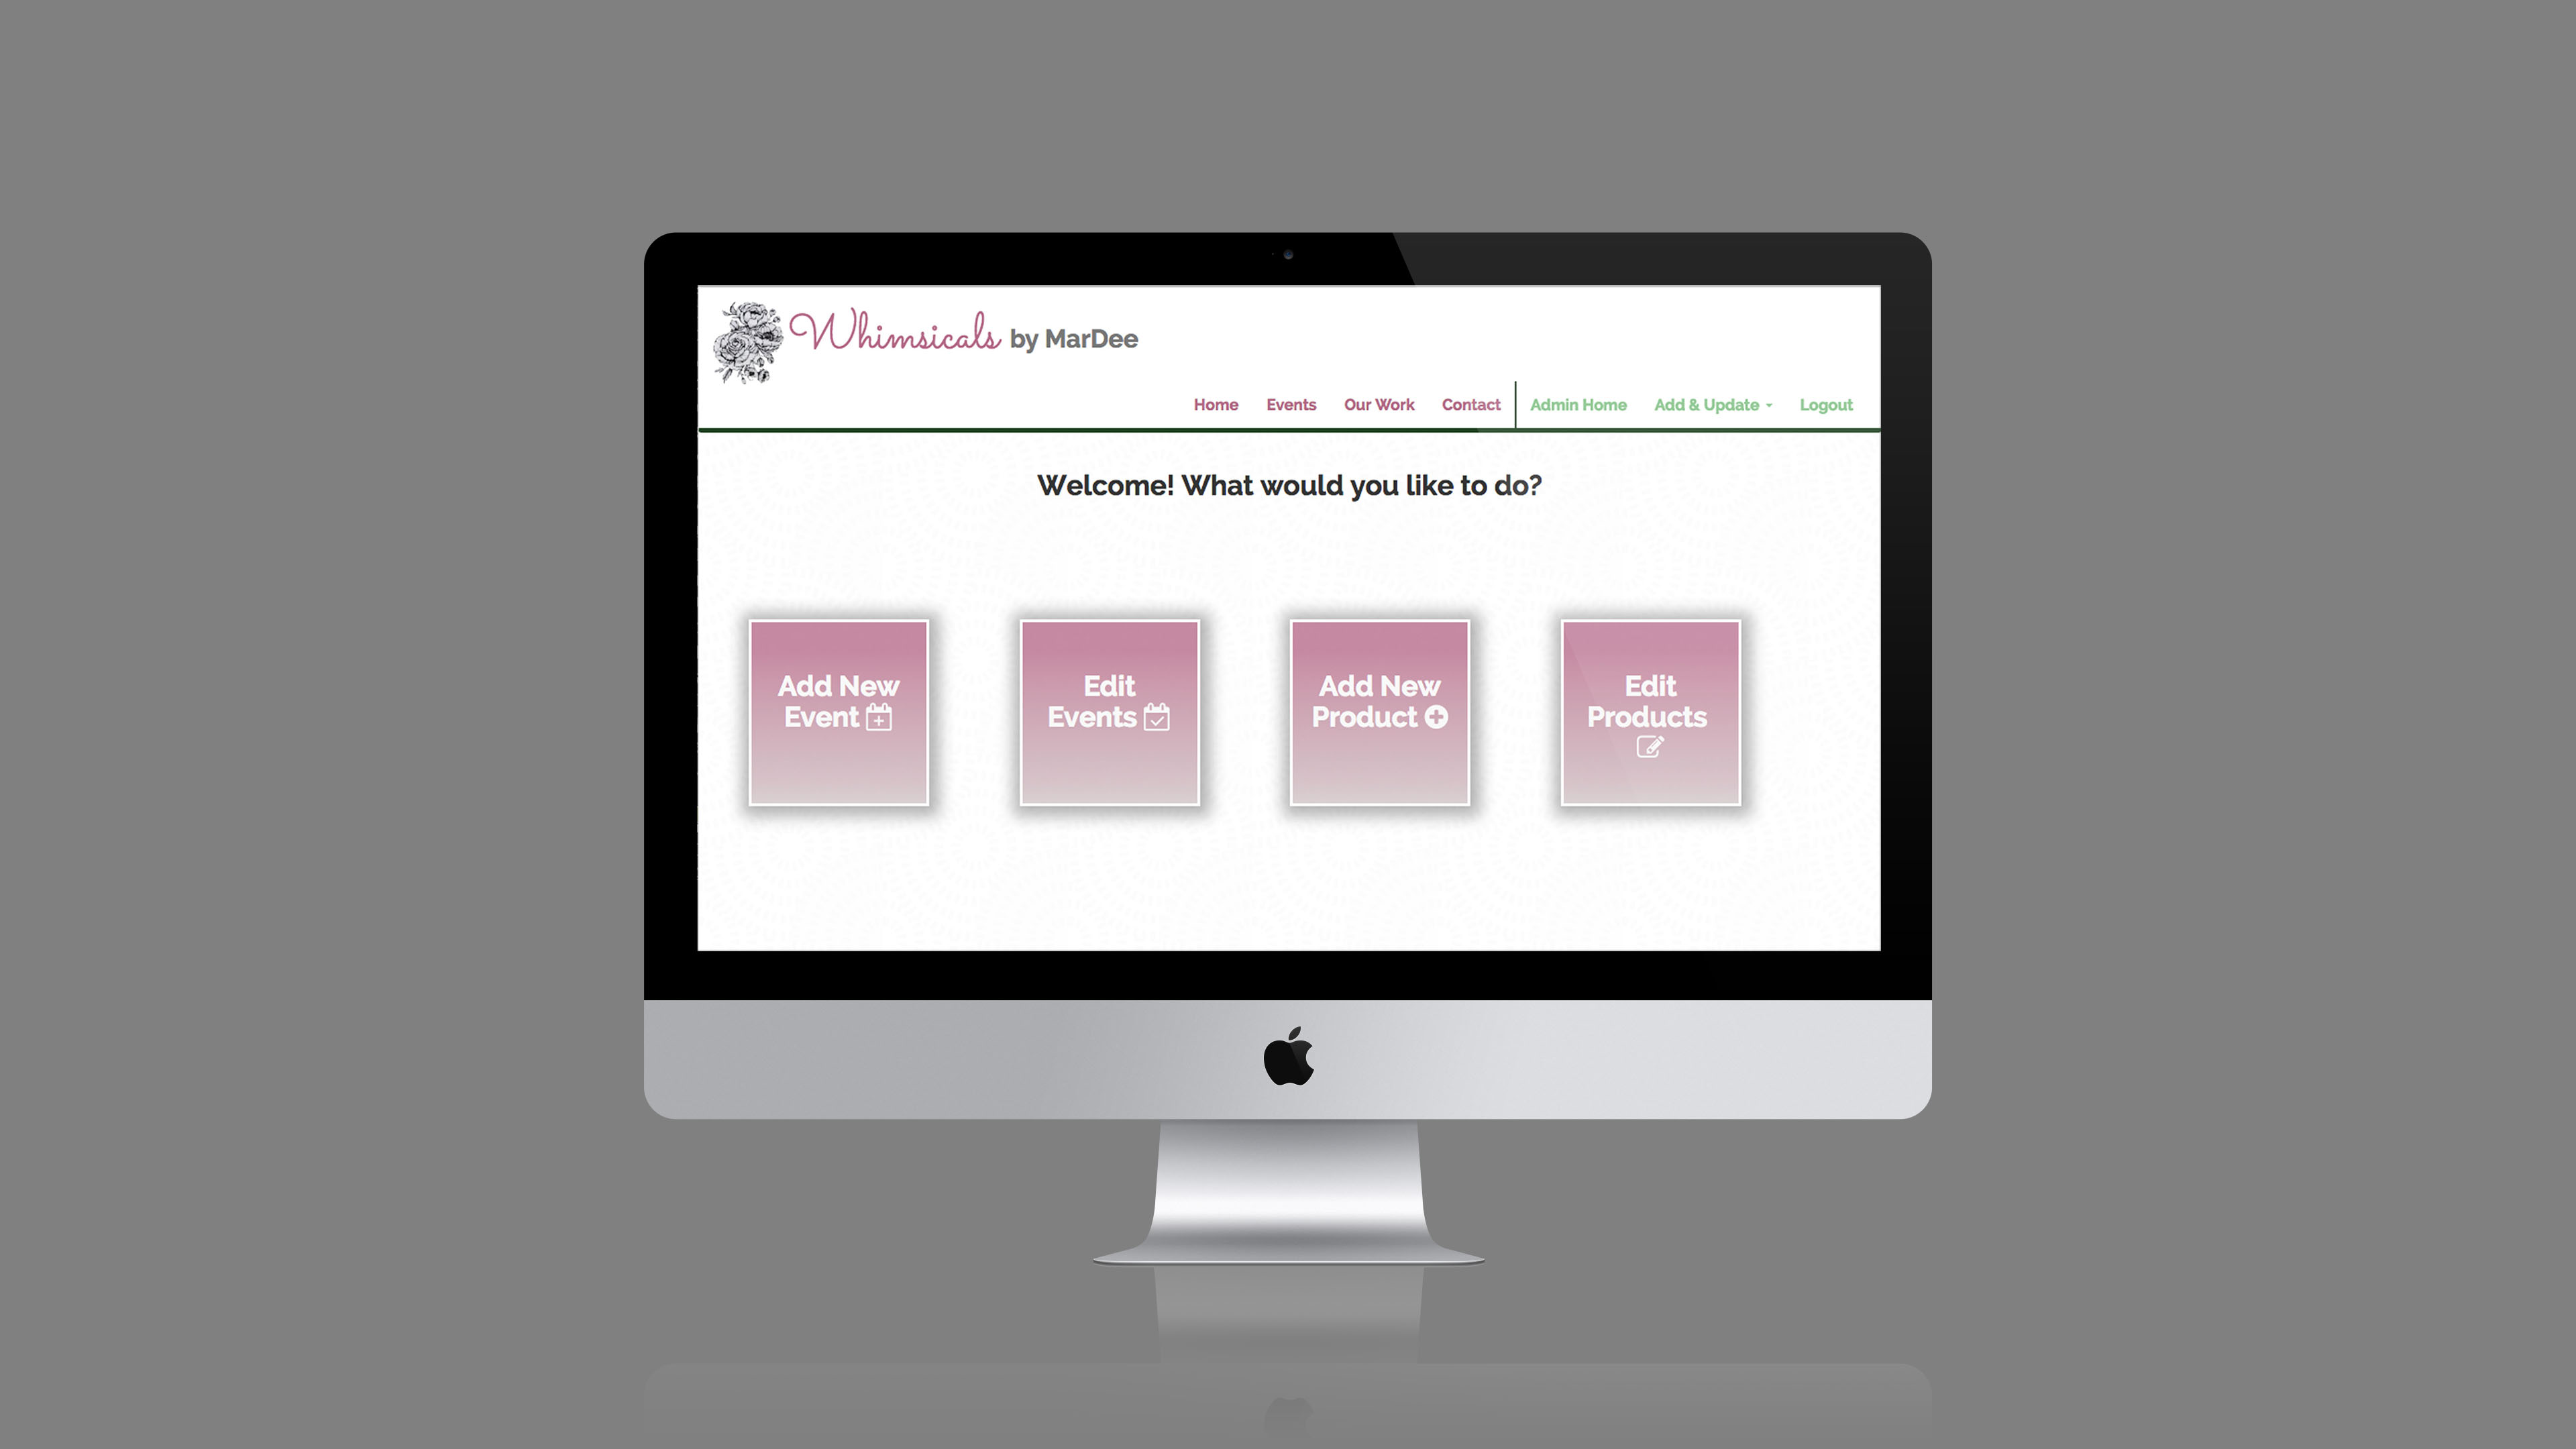 Whimsicals by MarDee
Home Events Our Work Contact Admin Home Add & Update Logout
Welcome! What would you like to do?
Add New
Event
Edit
Events
Add New
Product
Edit
Products